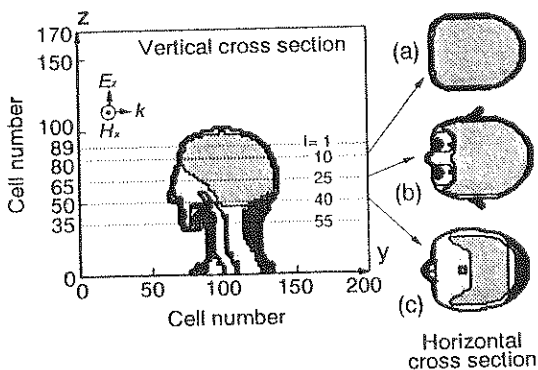 z
170
150
100
89
80
65
50
35
0
Cell number
Vertical cross section
Ez
k
Hx
l= 1
10
25
40
55
0
50
100
150
200
y
Cell number
(a)
(b)
(c)
Horizontal
cross section